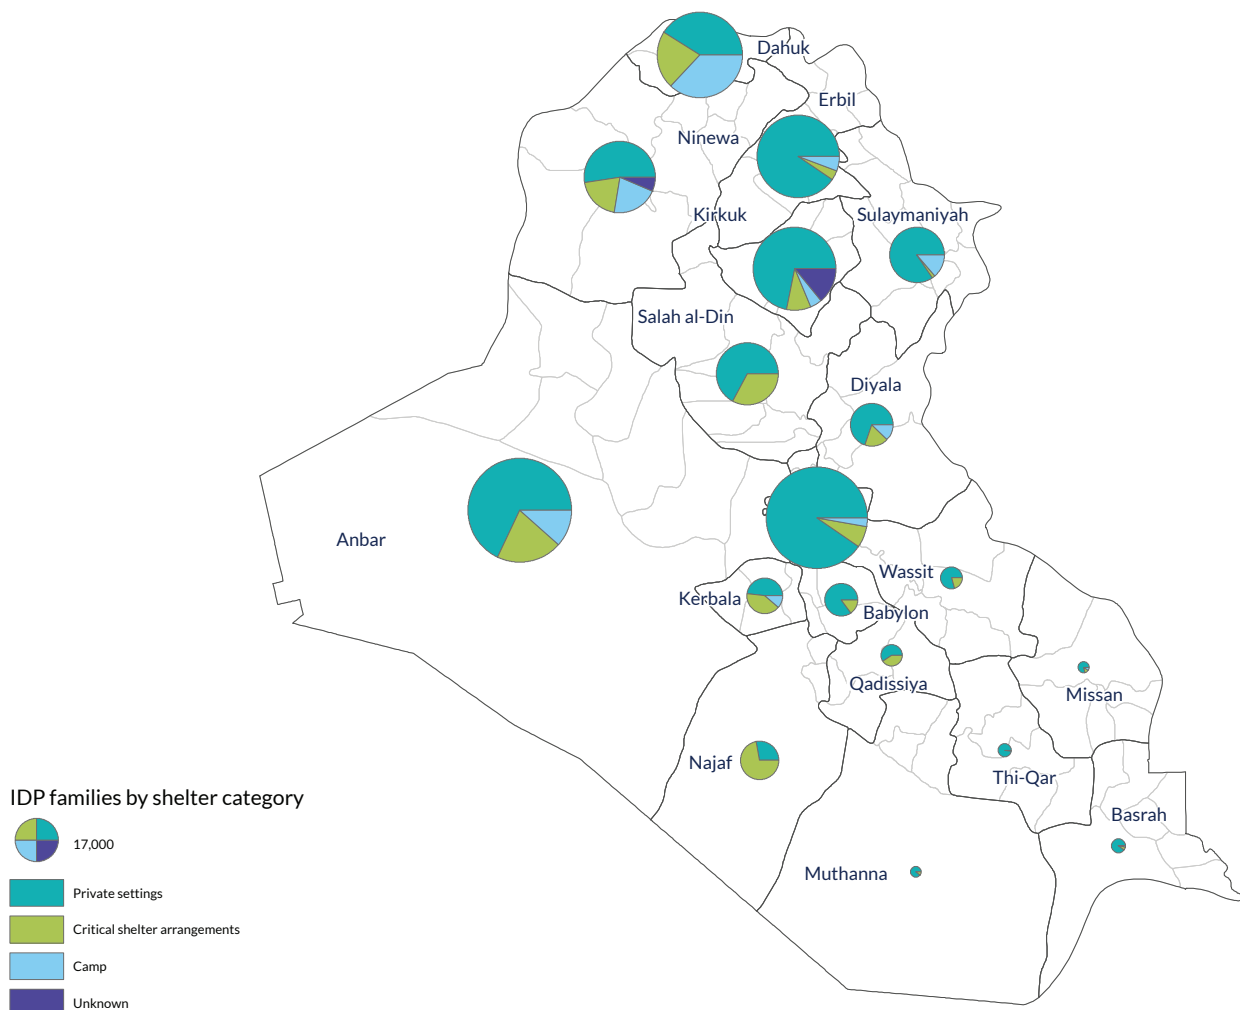 Dahuk
Erbil
Ninewa
Kirkuk
Sulaymaniyah
Salah al-Din
Diyala
Anbar
Wassit
Kerbala
Babylon
Qadissiya
Missan
Najaf
Thi-Qar
Basrah
Muthanna
IDP families by shelter category
17,000
Private settings
Critical shelter arrangements
Camp
Unknown